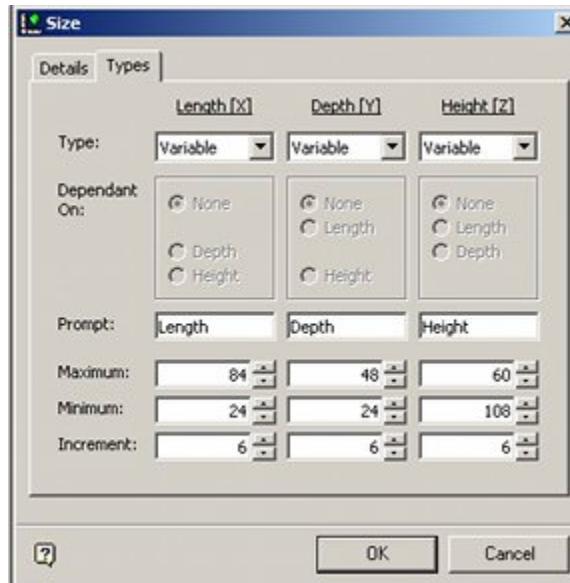 Size
Details Types
Length [X] Depth [Y] Height [Z]
Type: Variable Variable Variable
Dependant On:
None None None
Length Length
Depth Depth
Height Height
Prompt: Length Depth Height
Maximum: 84 48 60
Minimum: 24 24 108
Increment: 6 6 6
OK Cancel